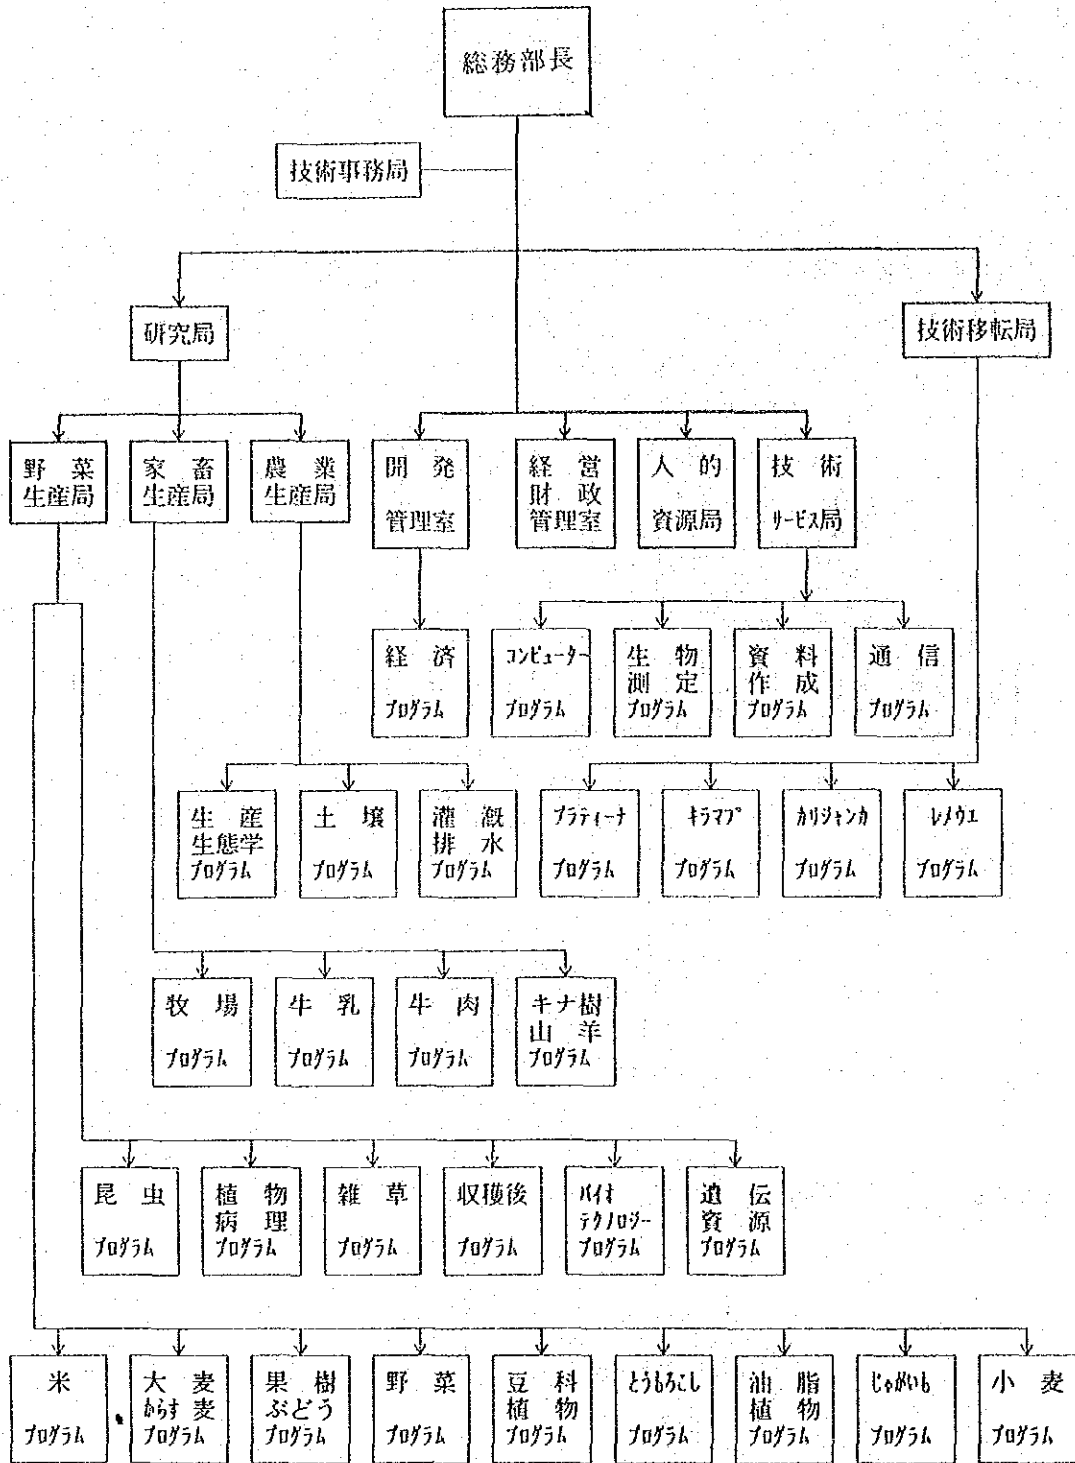 総務部長
技術事務局
研究局
技術移転局
野菜
生産局
家畜
生産局
農業
生産局
開発
管理室
経営
財政
管理室
人的
資源局
技術
サービス局
経済
プログラム
コンピューター
プログラム
生物
測定
プログラム
資料
作成
プログラム
通信
プログラム
生産
生態学
プログラム
土壌
プログラム
灌漑
排水
プログラム
プラティーナ
プログラム
キラマプ
プログラム
カリジャンカ
プログラム
レメウエ
プログラム
牧場
プログラム
牛乳
プログラム
牛肉
プログラム
キナ樹
山羊
プログラム
昆虫
プログラム
植物
病理
プログラム
雑草
プログラム
収穫後
プログラム
バイオ
テクノロジー
プログラム
遺伝
資源
プログラム
米
プログラム
大麦
からす麦
プログラム
果樹
ぶどう
プログラム
野菜
プログラム
豆科
植物
プログラム
とうもろこし
プログラム
油脂
植物
プログラム
じゃがいも
プログラム
小麦
プログラム